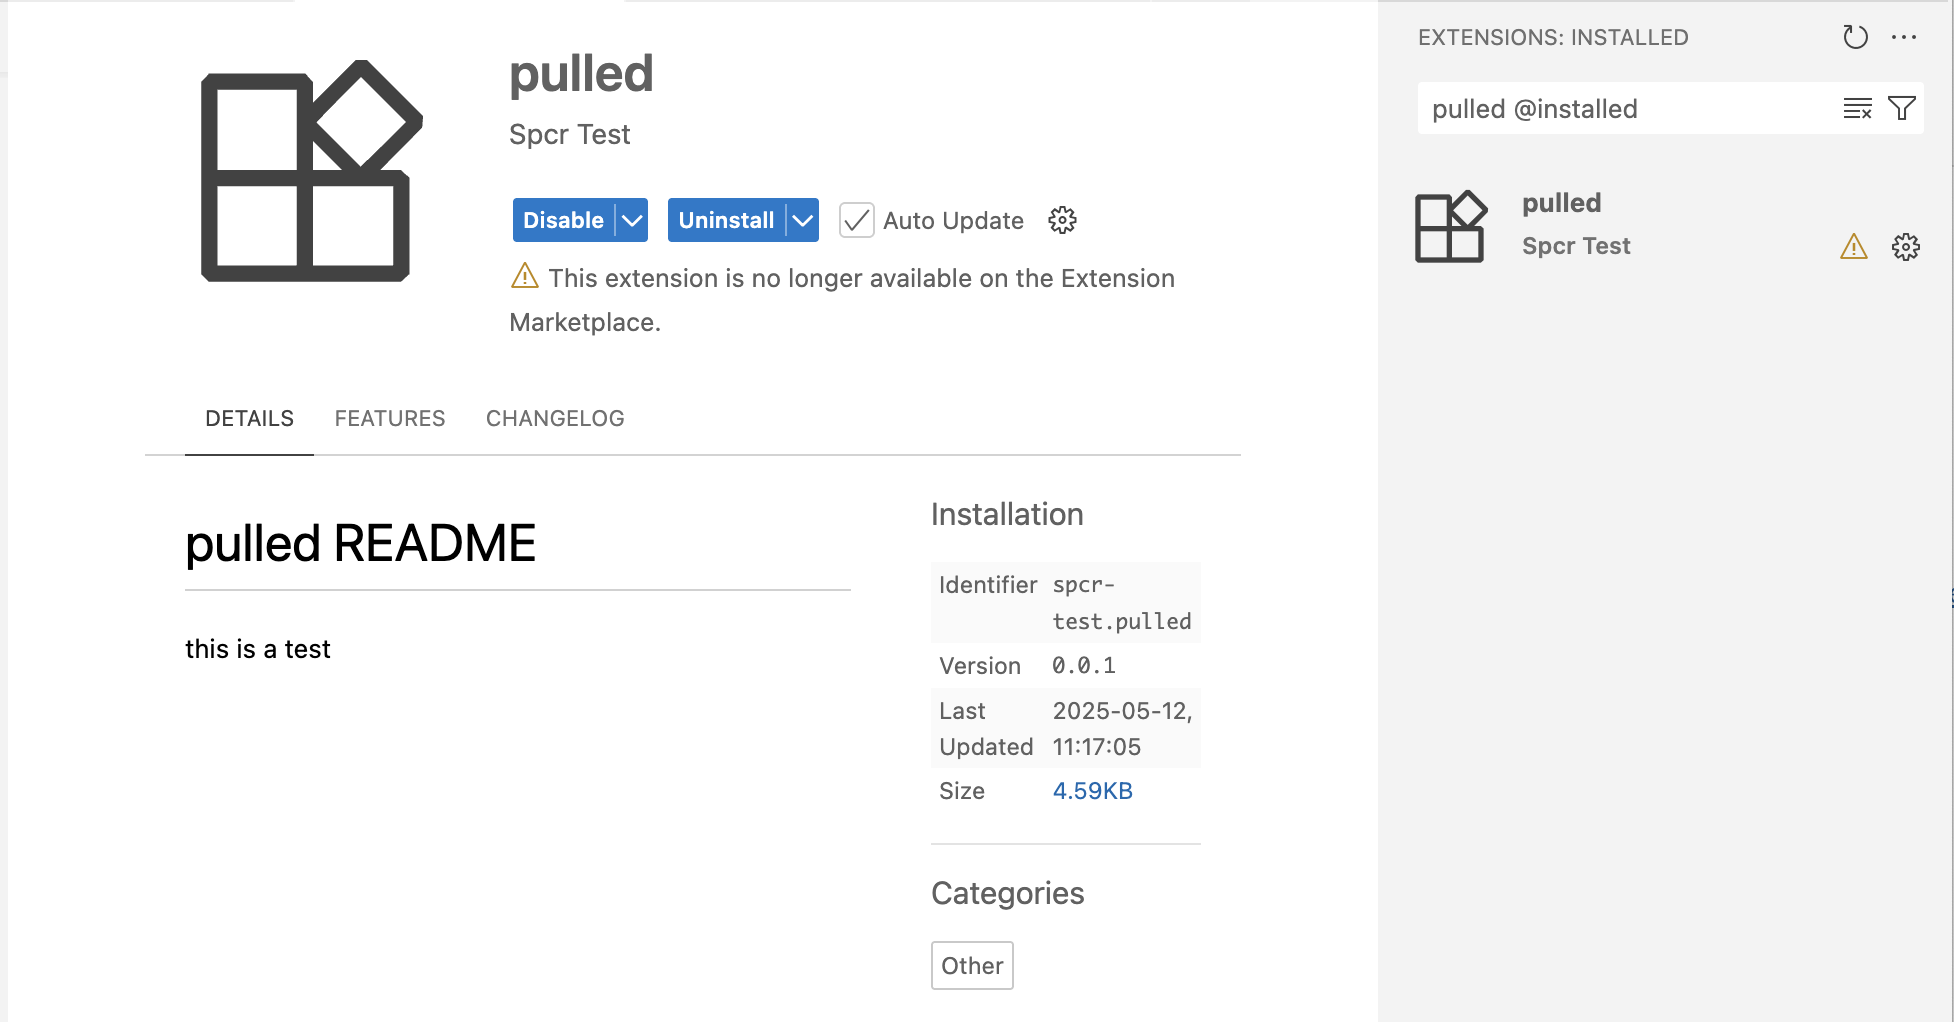 pulled
Spcr Test
Disable
Uninstall
Auto Update
This extension is no longer available on the Extension
Marketplace.
DETAILS
FEATURES
CHANGELOG
pulled README
this is a test
Installation
Identifier spcr-
test.pulled
Version 0.0.1
Last 2025-05-12,
Updated 11:17:05
Size 4.59KB
Categories
Other
EXTENSIONS: INSTALLED
pulled @installed
pulled
Spcr Test